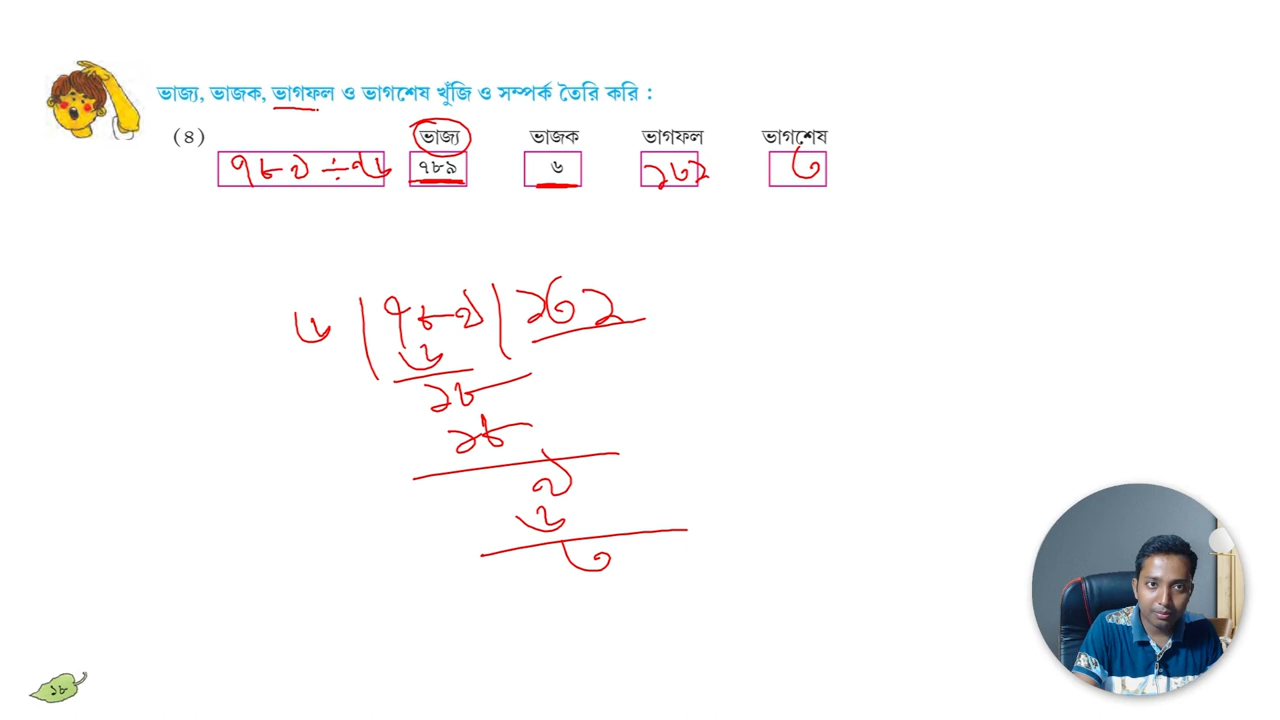 ভাজ্য, ভাজক, ভাগফল ও ভাগশেষ খুঁজি ও সম্পর্ক তৈরি করি :
(৪) ভাজ্য ভাজক ভাগফল ভাগশেষ
৭৮৯ ÷ ৬ ৭৮৯ ৬ ১৩১ ৩
৬ | ৭৮৯ | ১৩১
৬
১৮
১৮
৯
৬
৩
১৮